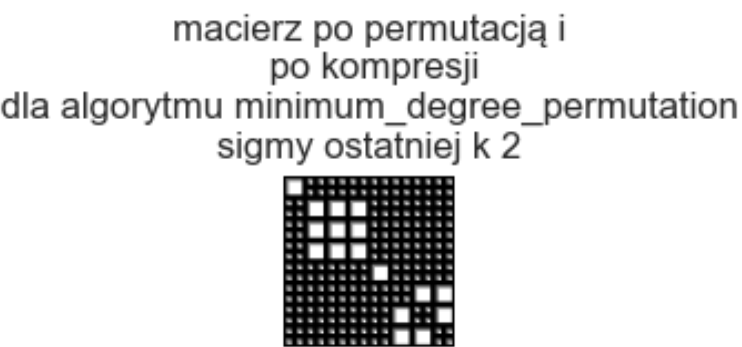 macierz po permutacją i
po kompresji
dla algorytmu minimum_degree_permutation
sigmy ostatniej k 2